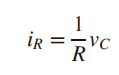 i_R = \frac{1}{R} v_C